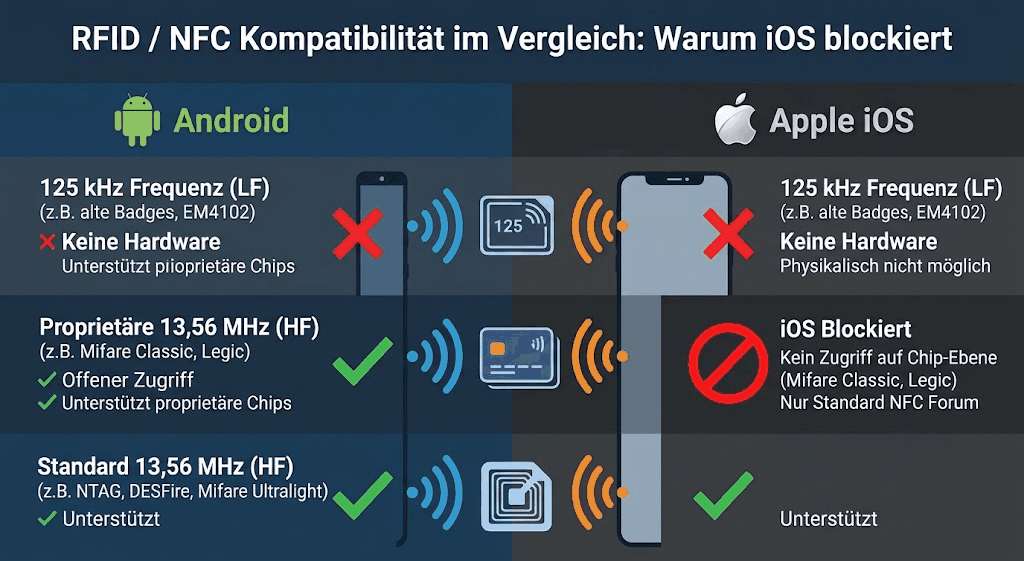 RFID / NFC Kompatibilität im Vergleich: Warum iOS blockiert
Android
125 kHz Frequenz (LF)
(z.B. alte Badges, EM4102)
Keine Hardware
Unterstützt piioprietäre Chips
Proprietäre 13,56 MHz (HF)
(z.B. Mifare Classic, Legic)
Offener Zugriff
Unterstützt proprietäre Chips
Standard 13,56 MHz (HF)
(z.B. NTAG, DESFire, Mifare Ultralight)
Unterstützt
125
Apple iOS
125 kHz Frequenz (LF)
(z.B. alte Badges, EM4102)
Keine Hardware
Physikalisch nicht möglich
iOS Blockiert
Kein Zugriff auf Chip-Ebene
(Mifare Classic, Legic)
Nur Standard NFC Forum
Unterstützt